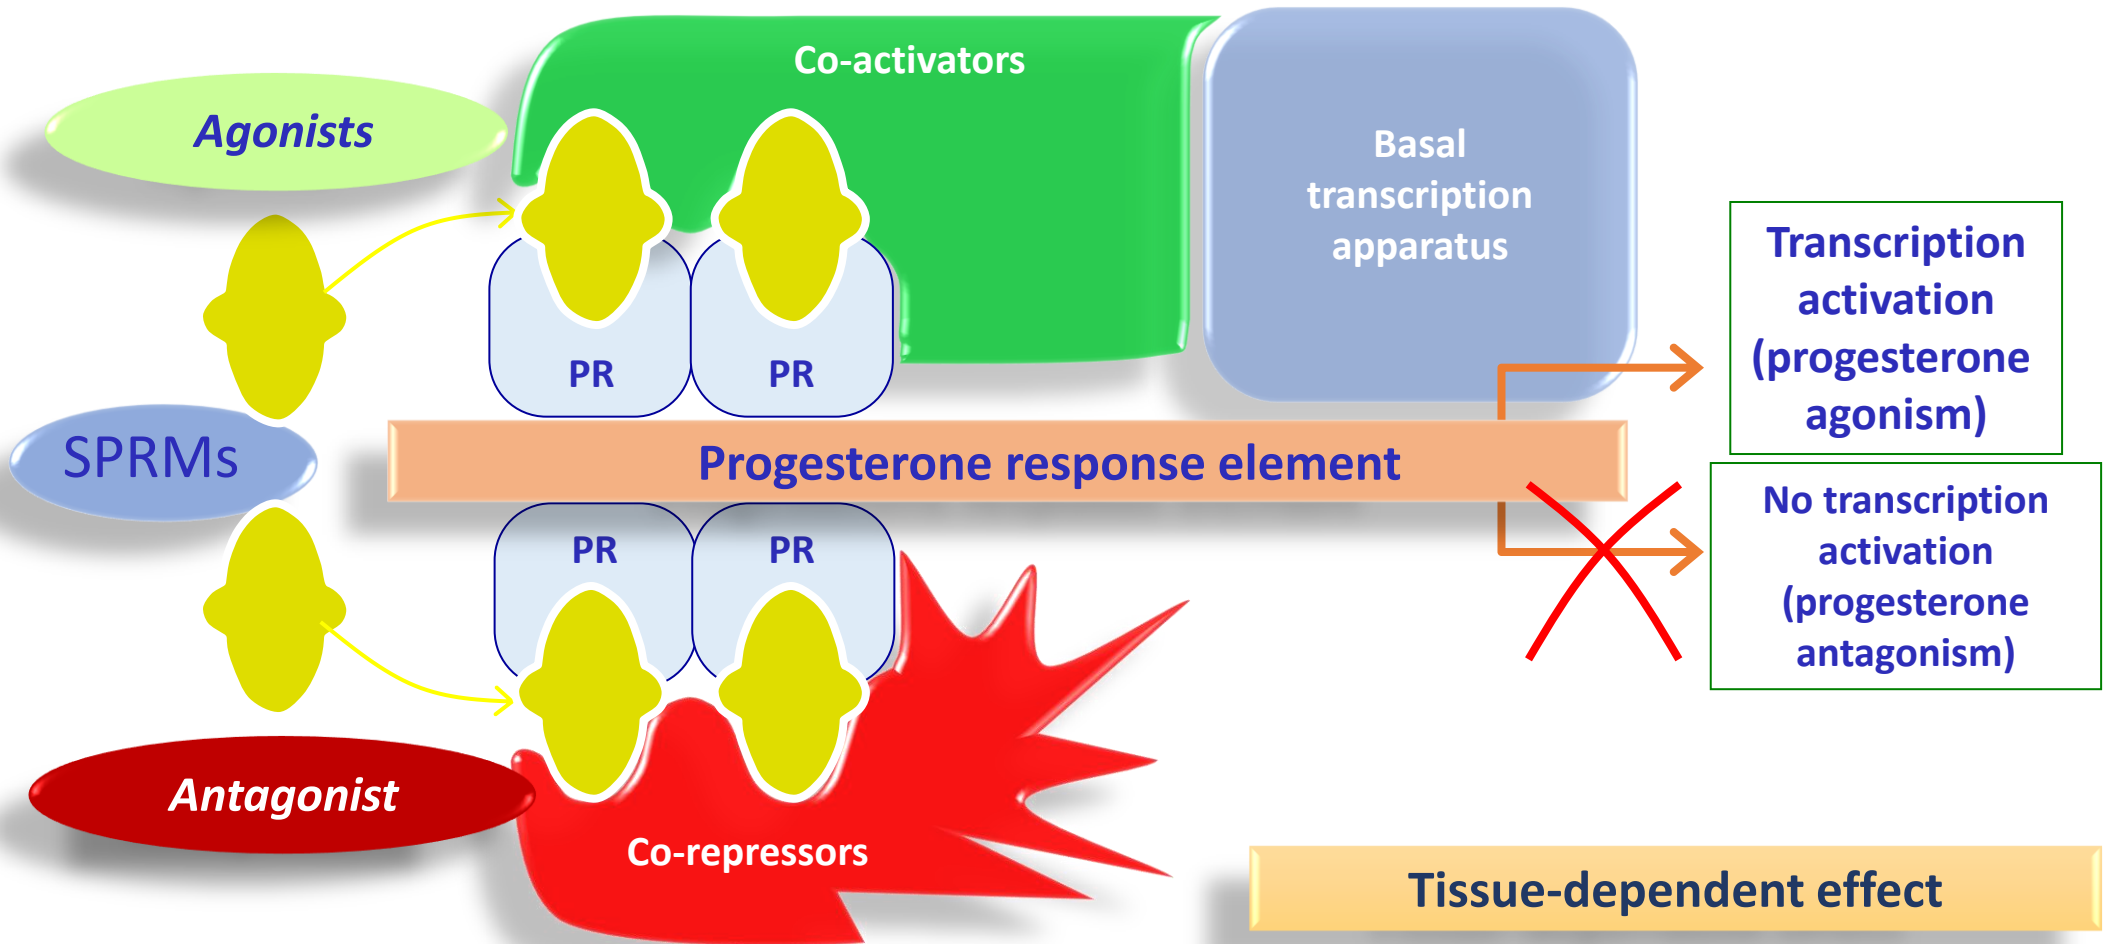 Co-activators
Agonists
Basal
transcription
apparatus
Transcription
activation
(progesterone
agonism)
PR
PR
SPRMs
Progesterone response element
No transcription
activation
(progesterone
antagonism)
PR
PR
Antagonist
Co-repressors
Tissue-dependent effect